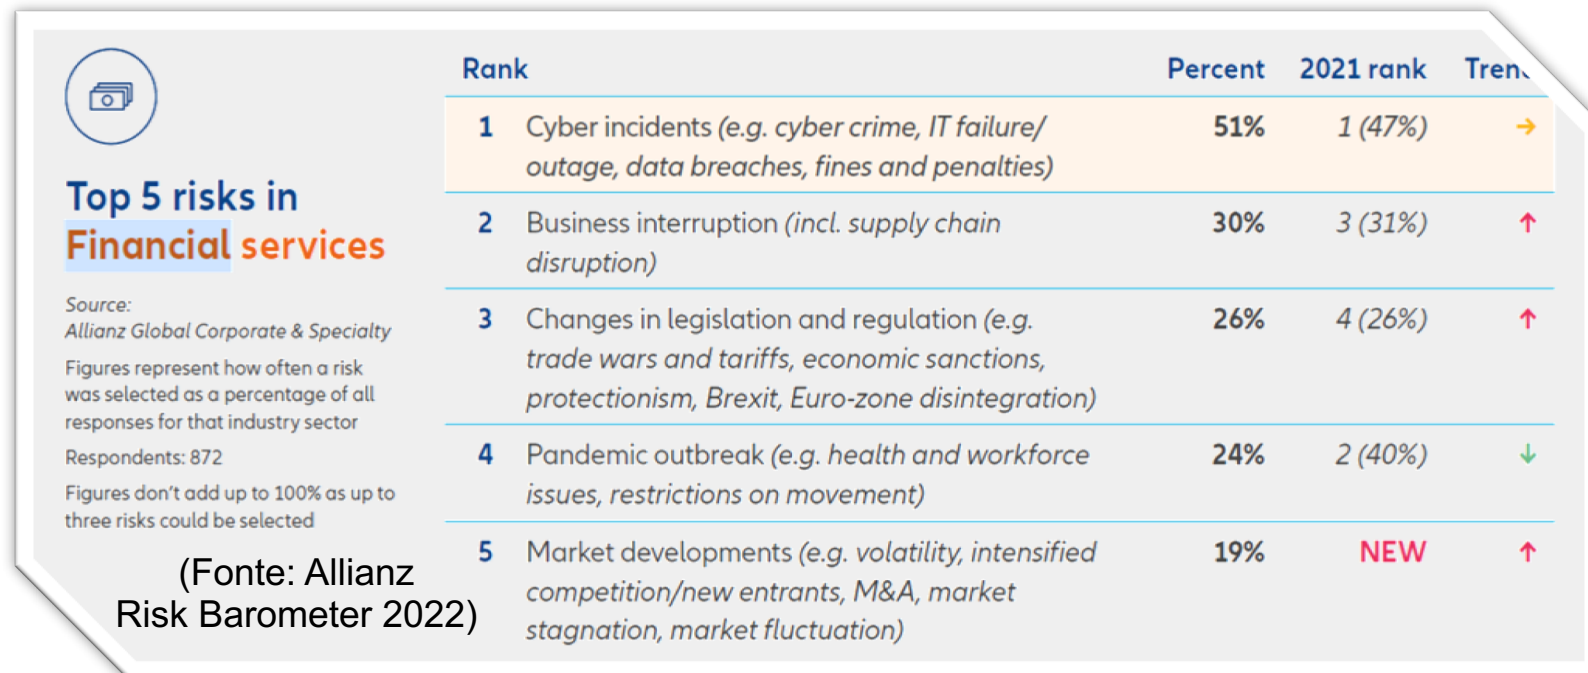 Top 5 risks in
Financial services
Source:
Allianz Global Corporate & Specialty
Figures represent how often a risk
was selected as a percentage of all
responses for that industry sector
Respondents: 872
Figures don't add up to 100% as up to
three risks could be selected
(Fonte: Allianz
Risk Barometer 2022)
Rank Percent 2021 rank
1 Cyber incidents (e.g. cyber crime, IT failure/ 51% 1 (47%)
outage, data breaches, fines and penalties)
2 Business interruption (incl. supply chain 30% 3 (31%)
disruption)
3 Changes in legislation and regulation (e.g. 26% 4 (26%)
trade wars and tariffs, economic sanctions,
protectionism, Brexit, Euro-zone disintegration)
4 Pandemic outbreak (e.g. health and workforce 24% 2 (40%)
issues, restrictions on movement)
5 Market developments (e.g. volatility, intensified 19% NEW
competition/new entrants, M&A, market
stagnation, market fluctuation)